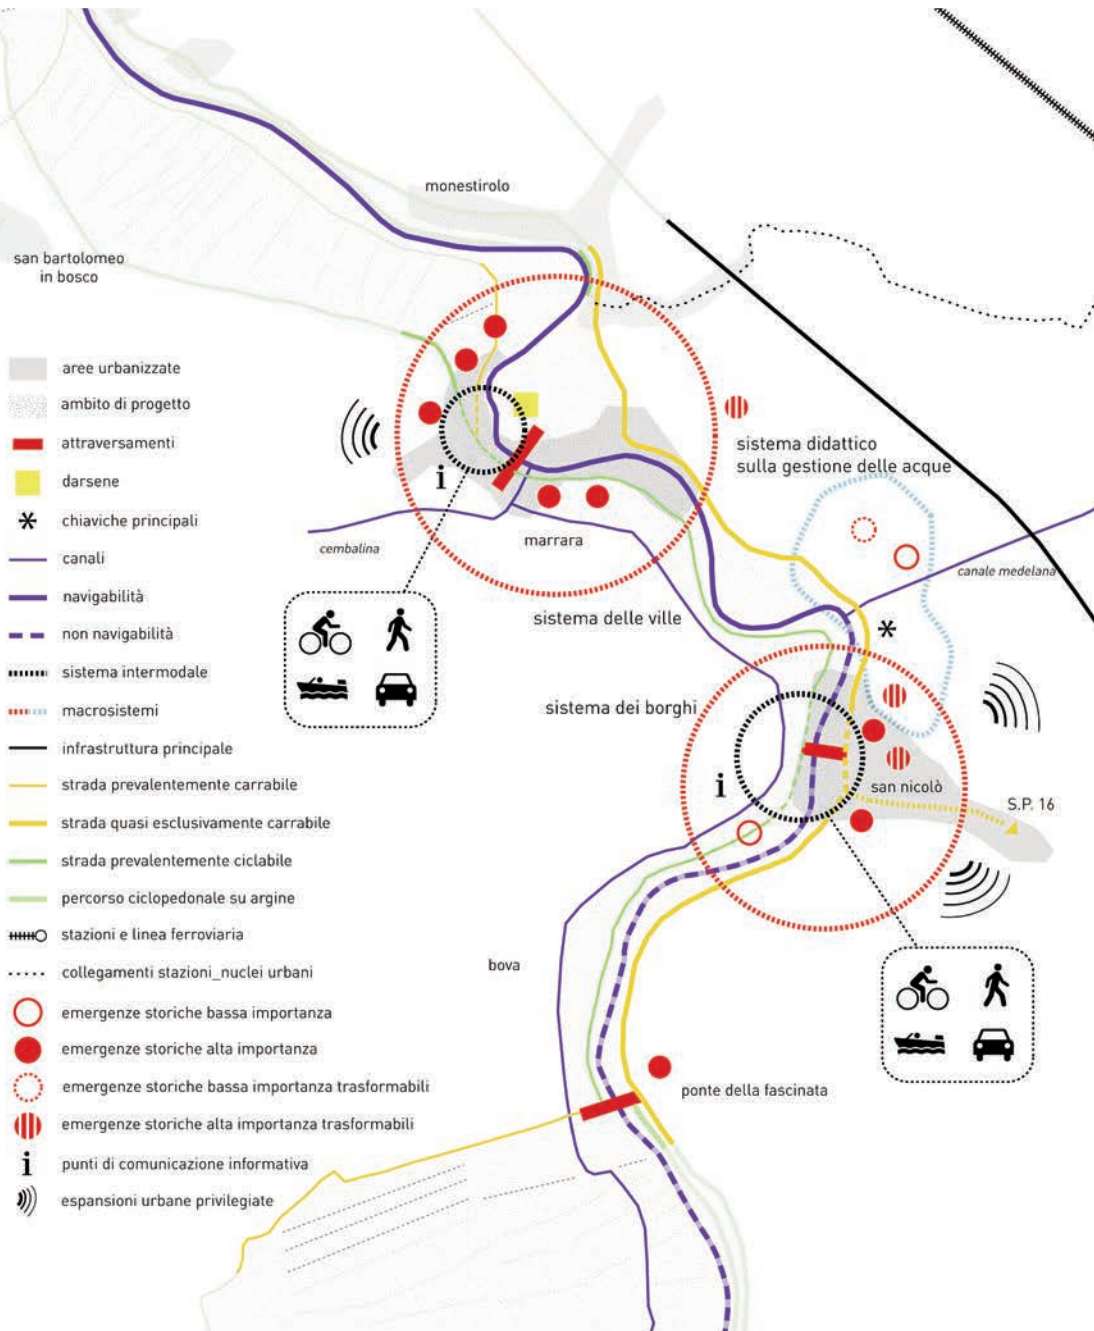 monestirolo
san bartolomeo
in bosco
aree urbanizzate
ambito di progetto
attraversamenti
darsene
chiaviche principali
canali
navigabilità
non navigabilità
sistema intermodale
macrosistemi
infrastruttura principale
strada prevalentemente carrabile
strada quasi esclusivamente carrabile
strada prevalentemente ciclabile
percorso ciclopedonale su argine
stazioni e linea ferroviaria
collegamenti stazioni_nuclei urbani
emergenze storiche bassa importanza
emergenze storiche alta importanza
emergenze storiche bassa importanza trasformabili
emergenze storiche alta importanza trasformabili
i
punti di comunicazione informativa
espansioni urbane privilegiate
sistema didattico
sulla gestione delle acque
i
cembalina
marrara
canale medelana
sistema delle ville
sistema dei borghi
i
san nicolò
S.P. 16
bova
ponte della fascinata